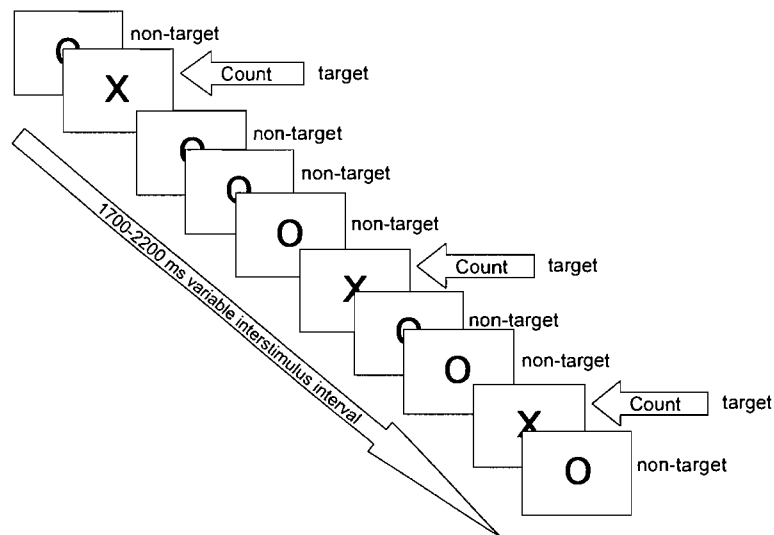 O
non-target
X
Count
target
O
non-target
O
non-target
O
non-target
X
Count
target
O
non-target
O
non-target
X
Count
target
O
non-target
1700-2200 ms variable interstimulus interval